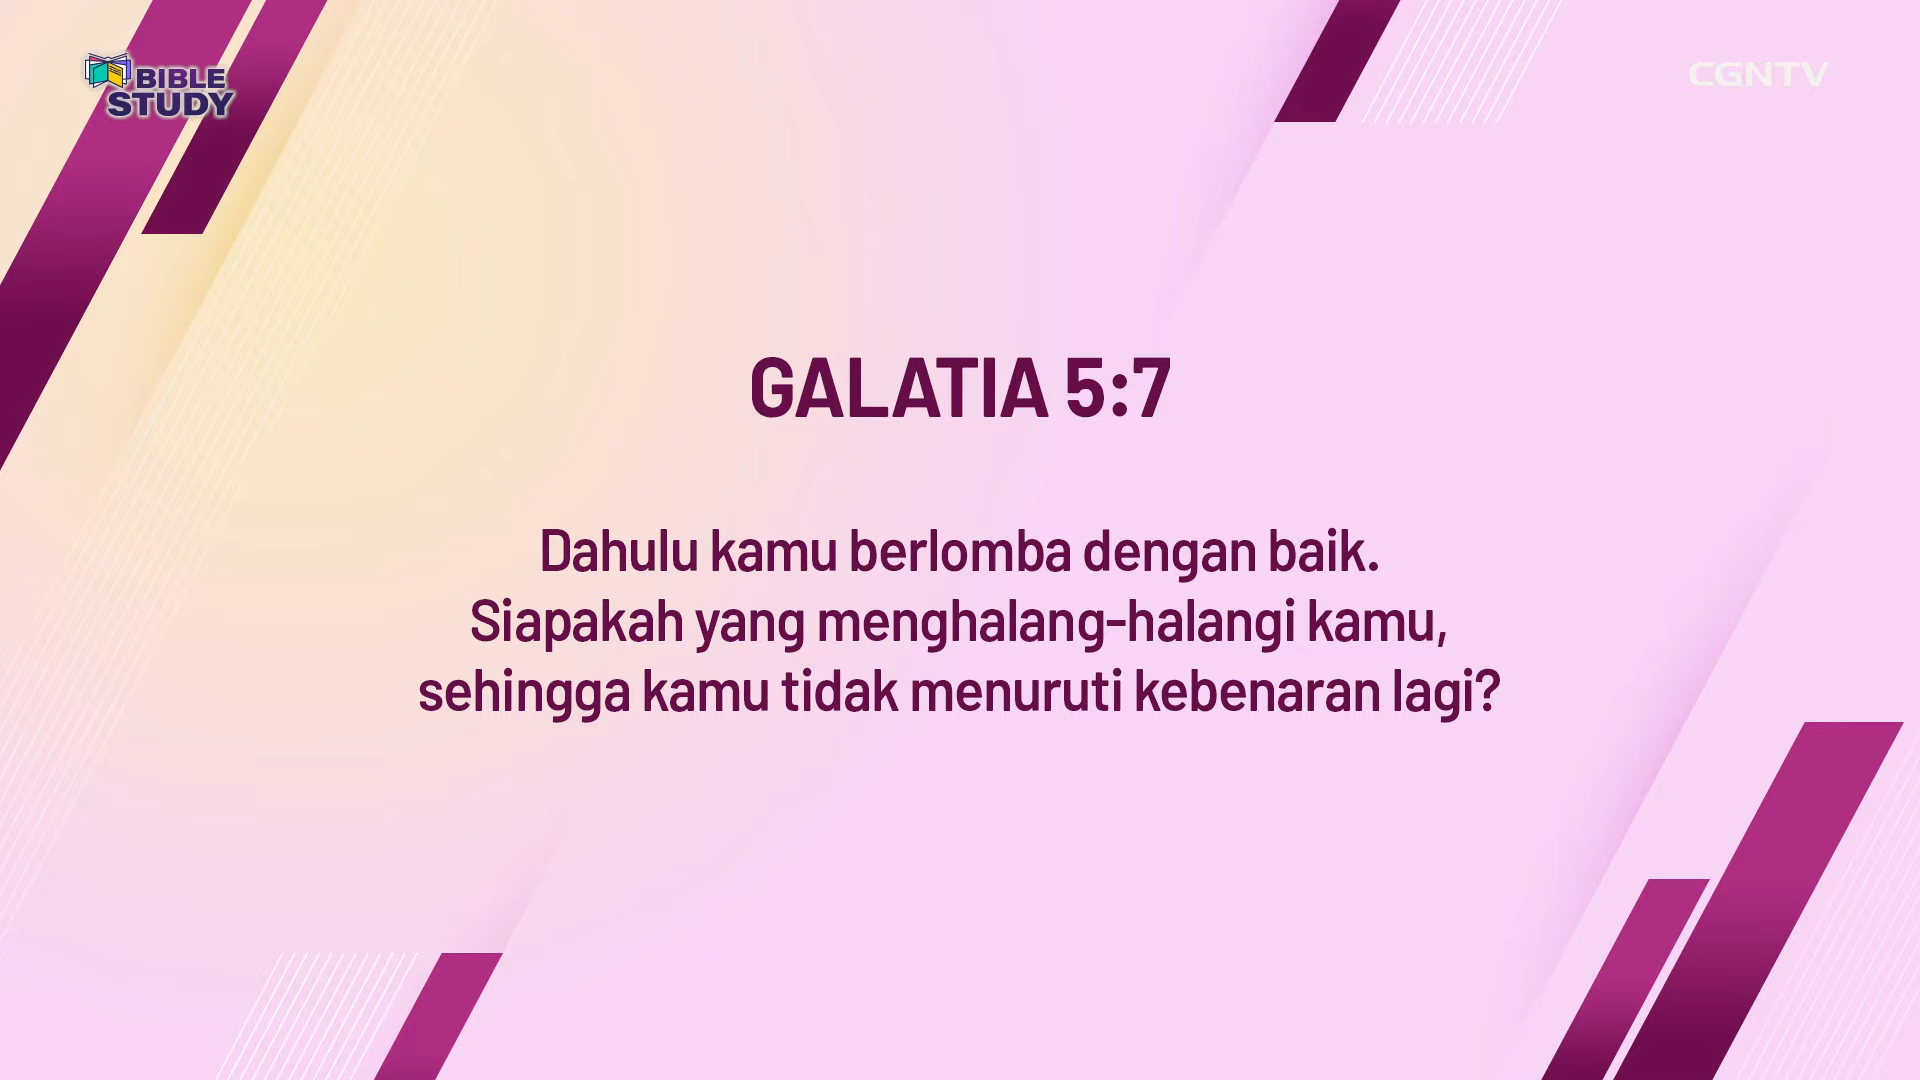 BIBLE
STUDY
CGNTV
GALATIA 5:7
Dahulu kamu berlomba dengan baik.
Siapakah yang menghalang-halangi kamu,
sehingga kamu tidak menuruti kebenaran lagi?